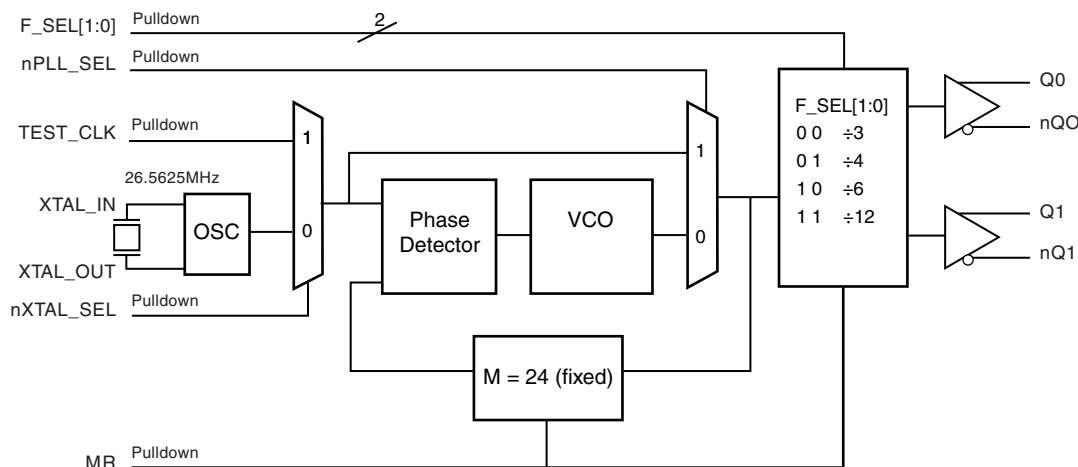 F_SEL[1:0] Pulldown 2
nPLL_SEL Pulldown
TEST_CLK Pulldown
26.5625MHz
XTAL_IN
OSC
XTAL_OUT
nXTAL_SEL Pulldown
1
0
Phase
Detector
VCO
1
0
M = 24 (fixed)
F_SEL[1:0]
0 0 ÷3
0 1 ÷4
1 0 ÷6
1 1 ÷12
Q0
nQO
Q1
nQ1
MR Pulldown